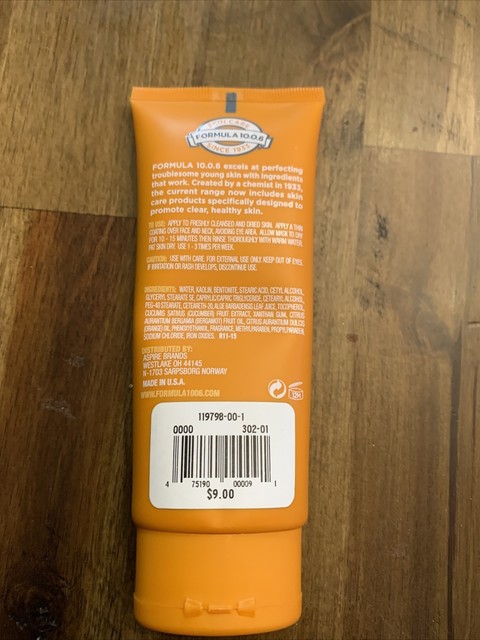 SKIN CARE
FORMULA 10.0.6
SINCE 1933
FORMULA 10.0.6 excels at perfecting
troublesome young skin with ingredients
that work. Created by a chemist in 1933,
the current range now includes skin
care products specifically designed to
promote clear, healthy skin.
TO USE: APPLY TO FRESHLY CLEANSED AND DRIED SKIN. APPLY A THIN
COATING OVER FACE AND NECK, AVOIDING EYE AREA. ALLOW MASK TO DRY
FOR 10 - 15 MINUTES THEN RINSE THOROUGHLY WITH WARM WATER.
PAT SKIN DRY. USE 1 - 3 TIMES PER WEEK.
CAUTION: USE WITH CARE. FOR EXTERNAL USE ONLY. KEEP OUT OF EYES.
IF IRRITATION OR RASH DEVELOPS, DISCONTINUE USE.
INGREDIENTS: WATER, KAOLIN, BENTONITE, STEARIC ACID, CETYL ALCOHOL,
GLYCERYL STEARATE SE, CAPRYLIC/CAPRIC TRIGLYCERIDE, CETEARYL ALCOHOL,
PEG-40 STEARATE, CETEARETH-20, ALOE BARBADENSIS LEAF JUICE, TOCOPHEROL,
CUCUMIS SATIVUS (CUCUMBER) FRUIT EXTRACT, XANTHAN GUM, CITRUS
AURANTIUM BERGAMIA (BERGAMOT) FRUIT OIL, CITRUS AURANTIUM DULCIS
(ORANGE) OIL, PHENOXYETHANOL, FRAGRANCE, METHYLPARABEN, PROPYLPARABEN,
SODIUM CHLORIDE, IRON OXIDES. R11-15
DISTRIBUTED BY:
ASPIRE BRANDS
WESTLAKE OH 44145
N-1703 SARPSBORG NORWAY
MADE IN U.S.A.
WWW.FORMULA1006.COM
12M
119798-00-1
0000 302-01
4 75190 00009 1
$9.00